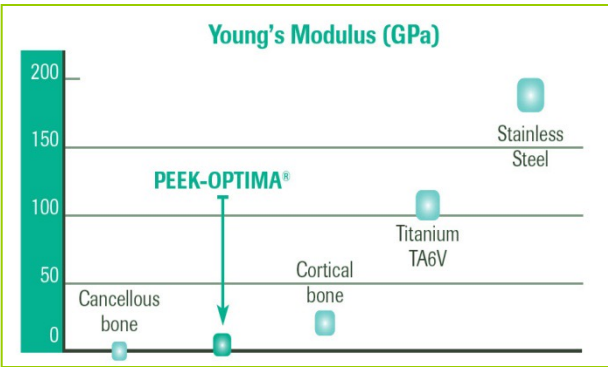 Young's Modulus (GPa)
200
Stainless
Steel
150
PEEK-OPTIMA®
100
Titanium
TA6V
Cortical
bone
50
Cancellous
bone
0